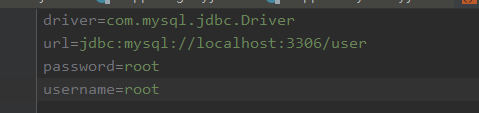 driver=com.mysql.jdbc.Driver
url=jdbc:mysql://localhost:3306/user
password=root
username=root